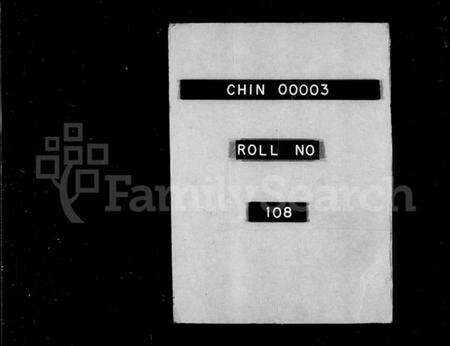 CHIN 00003
ROLL NO
108
FamilySearch